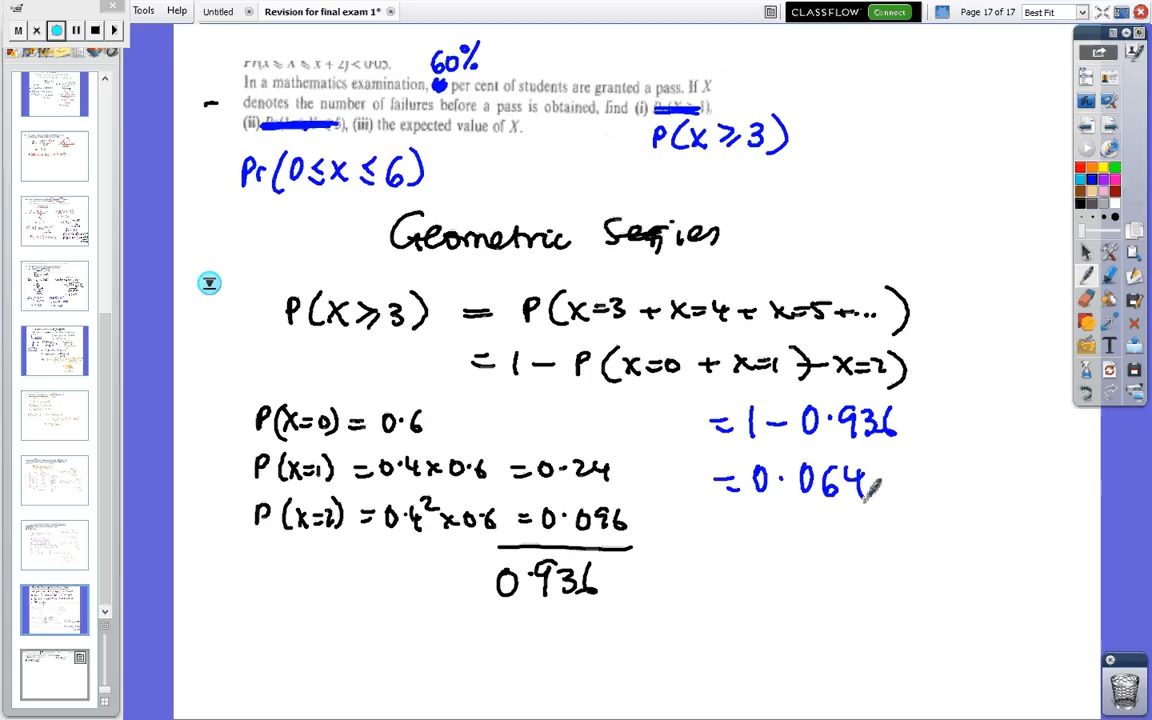 Tools Help Untitled Revision for final exam 1* CLASSFLOW Connect Page 17 of 17 Best Fit
60%
In a mathematics examination, per cent of students are granted a pass. If X
denotes the number of failures before a pass is obtained, find (i)
(ii) (iii) the expected value of X.
P(X ≥ 3)
Pr(0 ≤ X ≤ 6)
Geometric Series
P(X ≥ 3) = P(X=3 + X=4 + X=5 + ...)
= 1 - P(X=0 + X=1) + X=2)
P(X=0) = 0.6
= 1 - 0.936
P(X=1) = 0.4 x 0.6 = 0.24
= 0.064
P(X=2) = 0.4² x 0.6 = 0.096
0.936